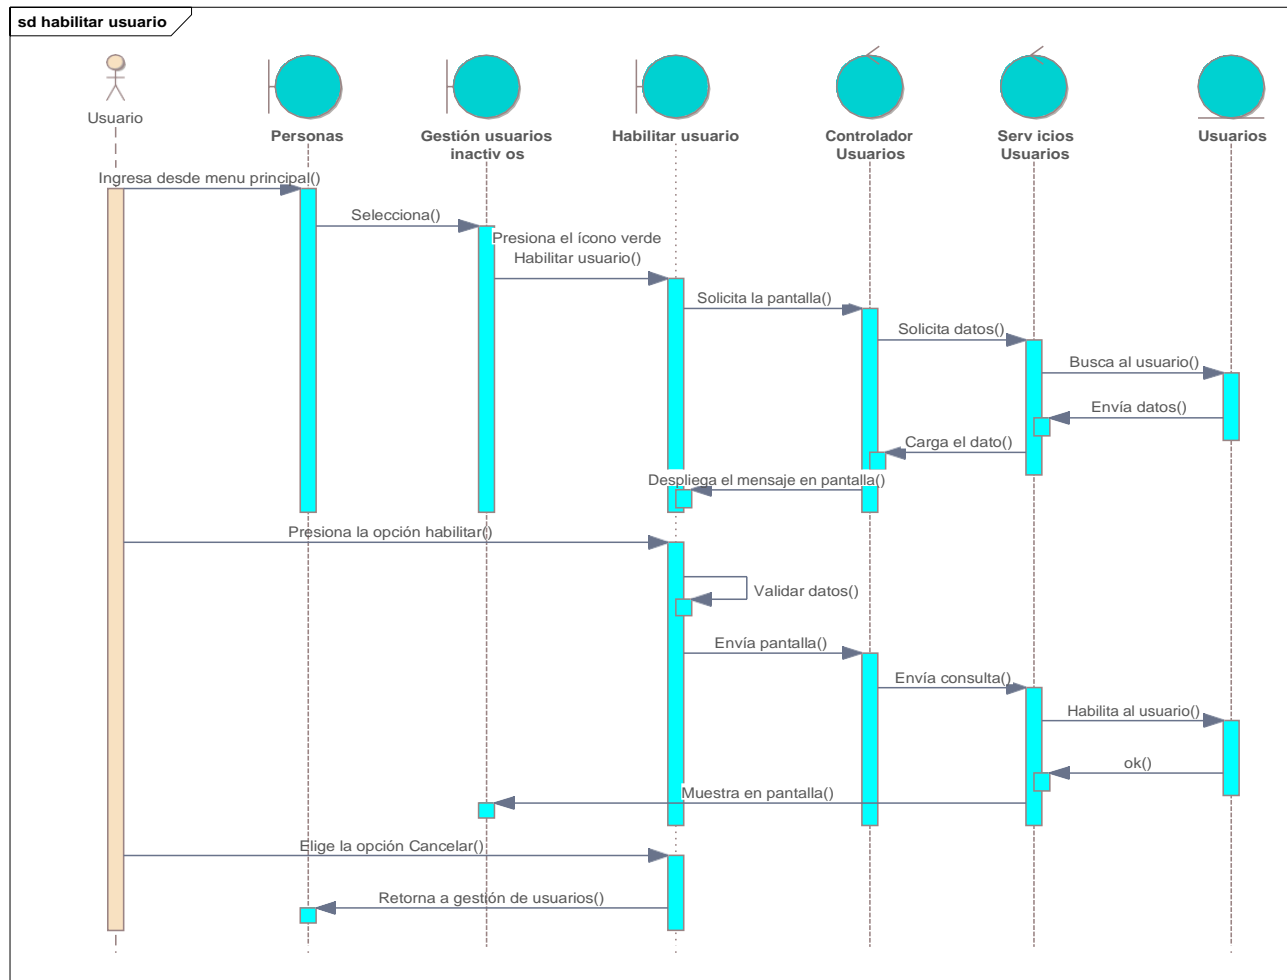 sd habilitar usuario
Usuario
Personas
Gestión usuarios
inactiv os
Habilitar usuario
Controlador
Usuarios
Serv icios
Usuarios
Usuarios
Ingresa desde menu principal()
Selecciona()
Presiona el ícono verde
Habilitar usuario()
Solicita la pantalla()
Solicita datos()
Busca al usuario()
Envía datos()
Carga el dato()
Despliega el mensaje en pantalla()
Presiona la opción habilitar()
Validar datos()
Envía pantalla()
Envía consulta()
Habilita al usuario()
ok()
Muestra en pantalla()
Elige la opción Cancelar()
Retorna a gestión de usuarios()